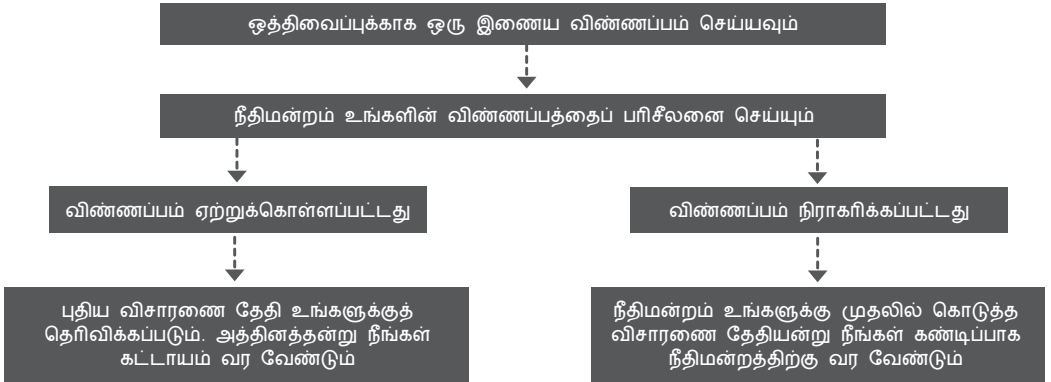 ஒத்திவைப்புக்காக ஒரு இணைய விண்ணப்பம் செய்யவும்
நீதிமன்றம் உங்களின் விண்ணப்பத்தைப் பரிசீலனை செய்யும்
விண்ணப்பம் ஏற்றுக்கொள்ளப்பட்டது
விண்ணப்பம் நிராகரிக்கப்பட்டது
புதிய விசாரணை தேதி உங்களுக்குத்
தெரிவிக்கப்படும். அத்தினத்தன்று நீங்கள்
கட்டாயம் வர வேண்டும்
நீதிமன்றம் உங்களுக்கு முதலில் கொடுத்த
விசாரணை தேதியன்று நீங்கள் கண்டிப்பாக
நீதிமன்றத்திற்கு வர வேண்டும்